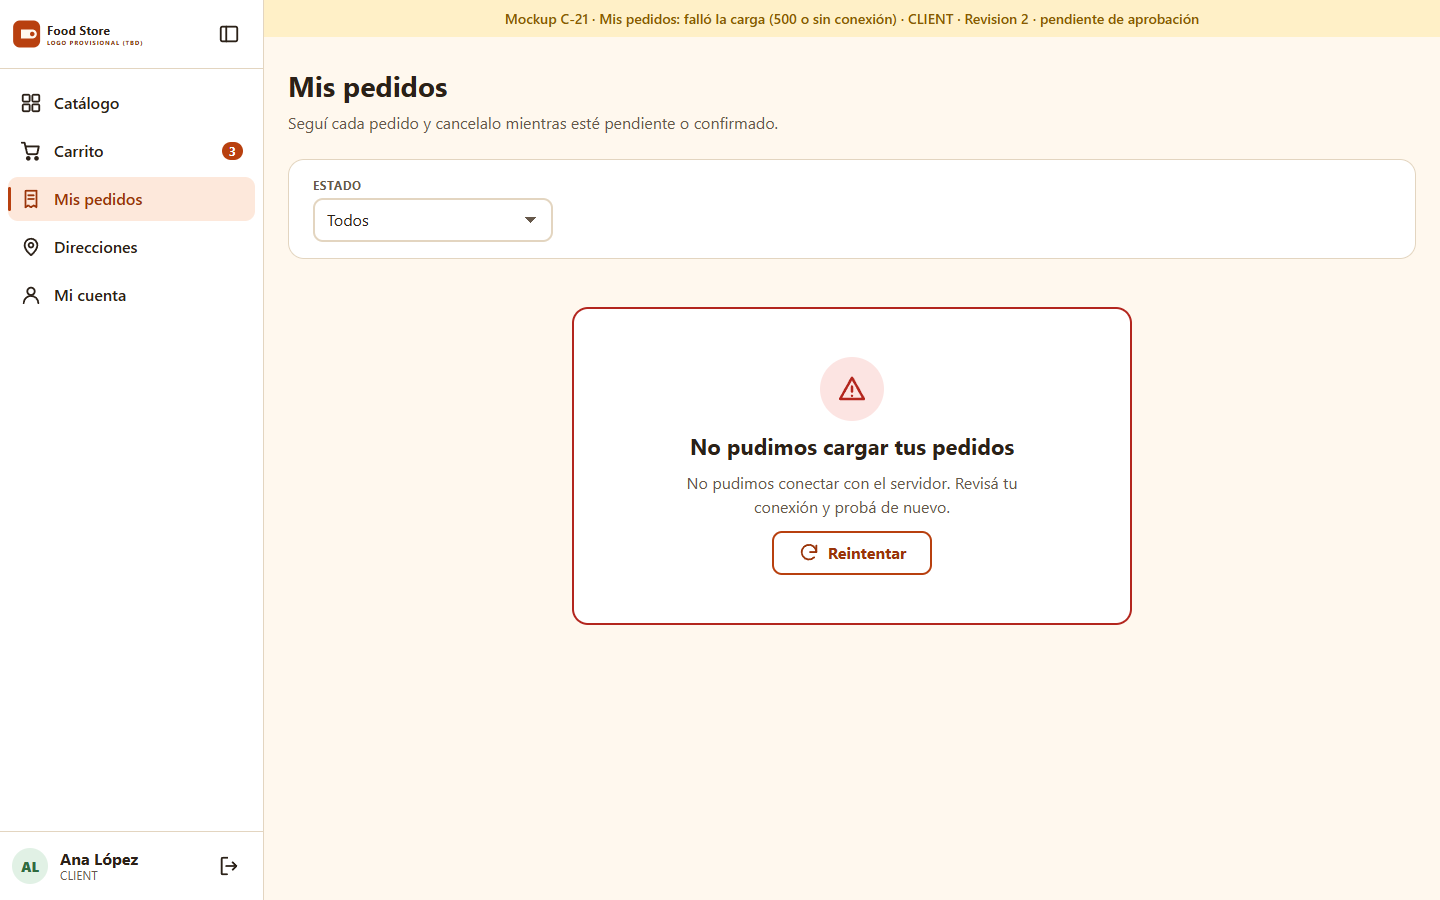 Food Store
LOGO PROVISIONAL (TBD)
Catálogo
Carrito
3
Mis pedidos
Direcciones
Mi cuenta
AL
Ana López
CLIENT
Mockup C-21 · Mis pedidos: falló la carga (500 o sin conexión) · CLIENT · Revision 2 · pendiente de aprobación
Mis pedidos
Seguí cada pedido y cancelalo mientras esté pendiente o confirmado.
ESTADO
Todos
No pudimos cargar tus pedidos
No pudimos conectar con el servidor. Revisá tu
conexión y probá de nuevo.
Reintentar